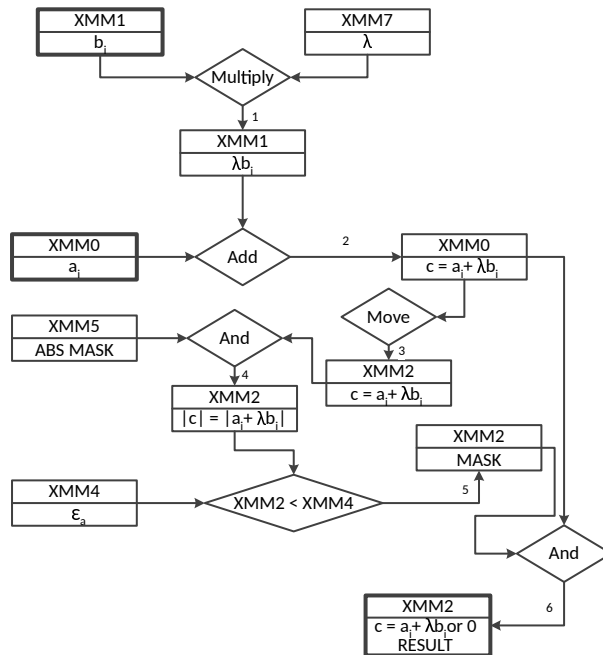 XMM1
bᵢ
XMM7
λ
Multiply
1
XMM1
λbᵢ
XMM0
aᵢ
Add
2
XMM0
c = aᵢ+ λbᵢ
Move
3
XMM5
ABS MASK
And
XMM2
c = aᵢ+ λbᵢ
4
XMM2
|c| = |aᵢ+ λbᵢ|
XMM2
MASK
XMM4
εₐ
XMM2 < XMM4
5
And
6
XMM2
c = aᵢ+ λbᵢor 0
RESULT